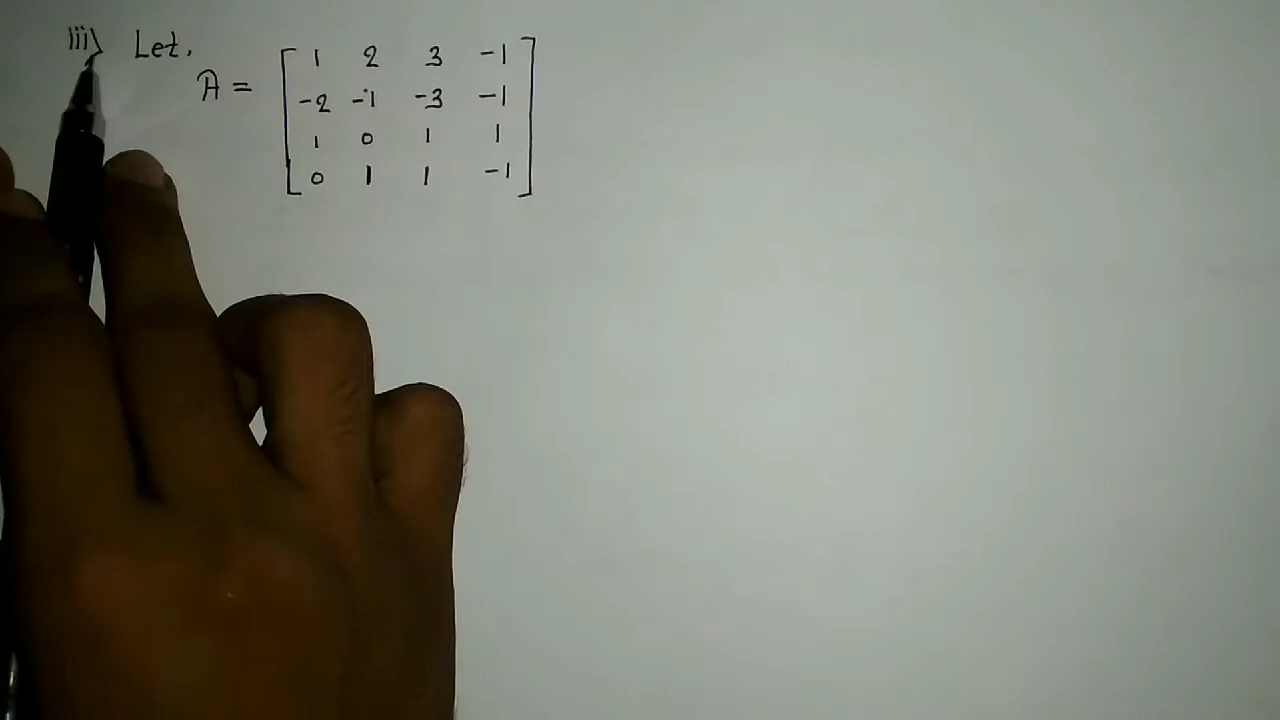 iii) Let,
A =
1 2 3 -1
-2 -1 -3 -1
1 0 1 1
0 1 1 -1